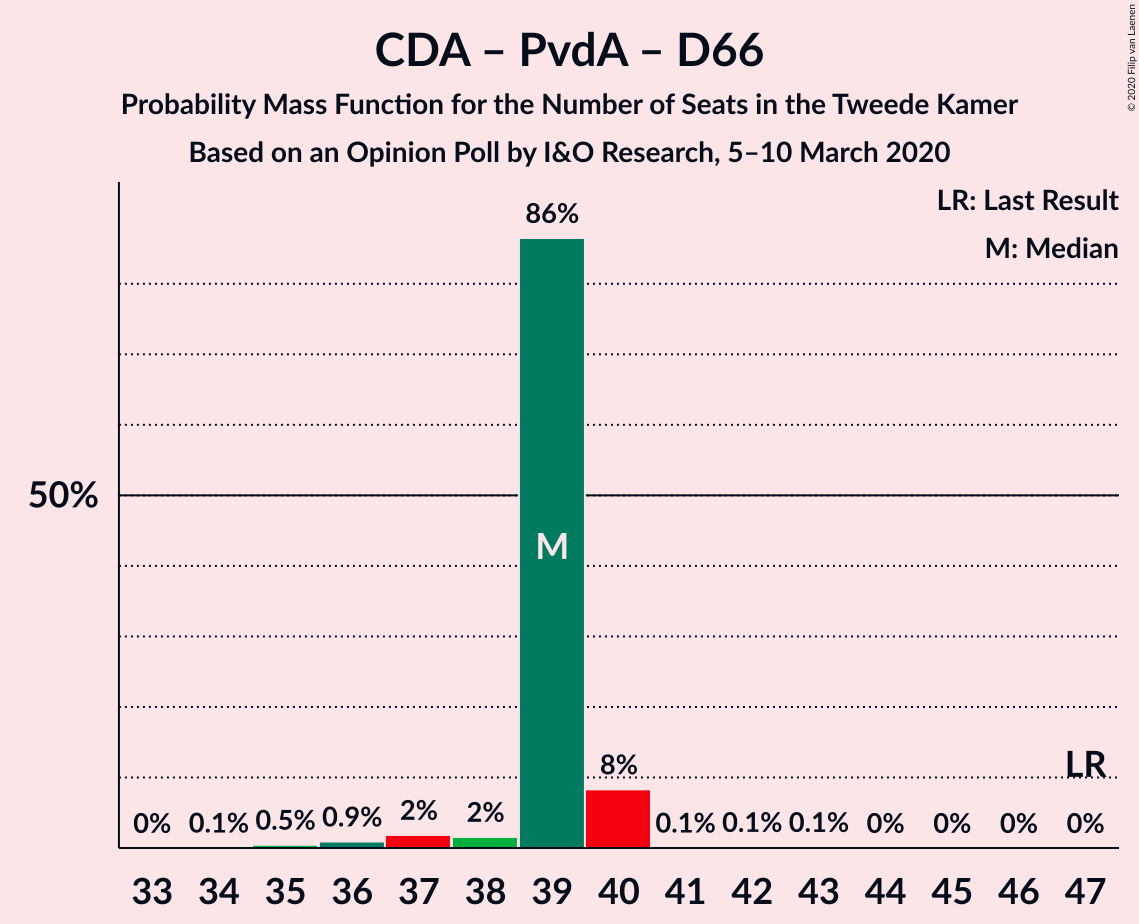 CDA – PvdA – D66
Probability Mass Function for the Number of Seats in the Tweede Kamer
Based on an Opinion Poll by I&O Research, 5–10 March 2020
© 2020 Filip van Laenen
LR: Last Result
M: Median
86%
50%
M
LR
0% 0.1% 0.5% 0.9% 2% 2% 8% 0.1% 0.1% 0.1% 0% 0% 0% 0%
33 34 35 36 37 38 39 40 41 42 43 44 45 46 47